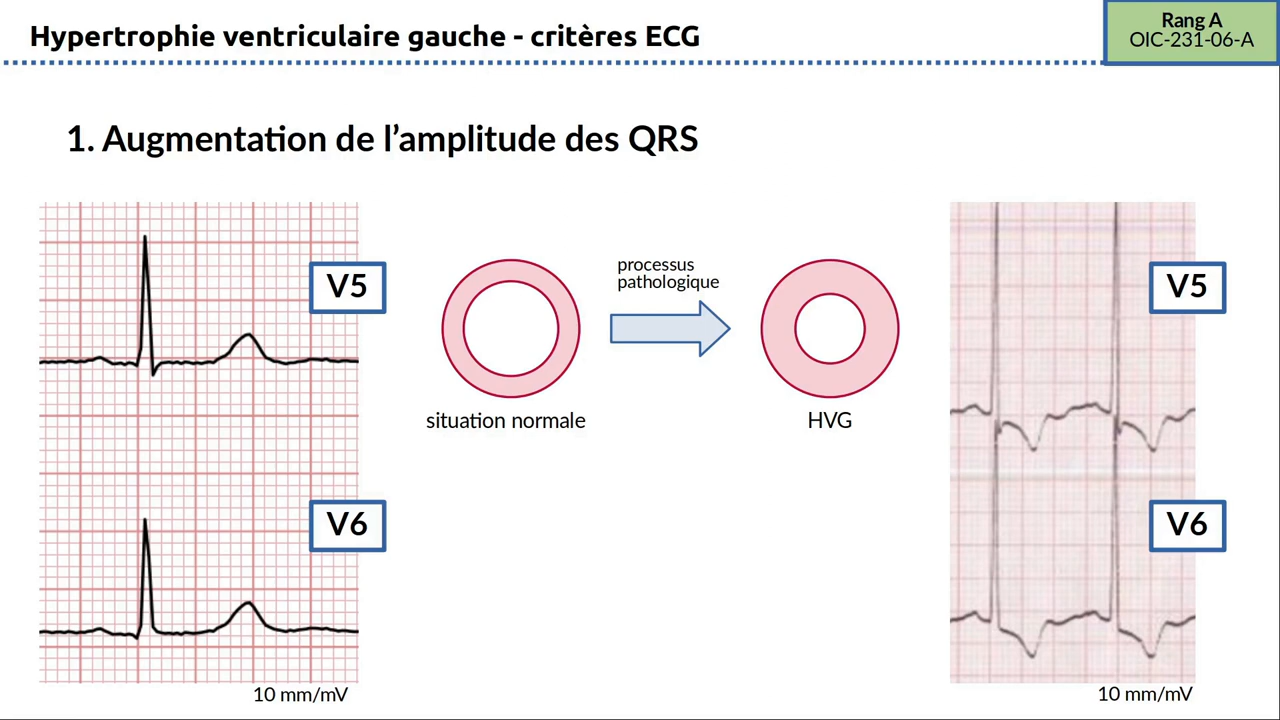 Hypertrophie ventriculaire gauche - critères ECG
Rang A
OIC-231-06-A
1. Augmentation de l’amplitude des QRS
V5
V6
10 mm/mV
situation normale
processus
pathologique
HVG
V5
V6
10 mm/mV